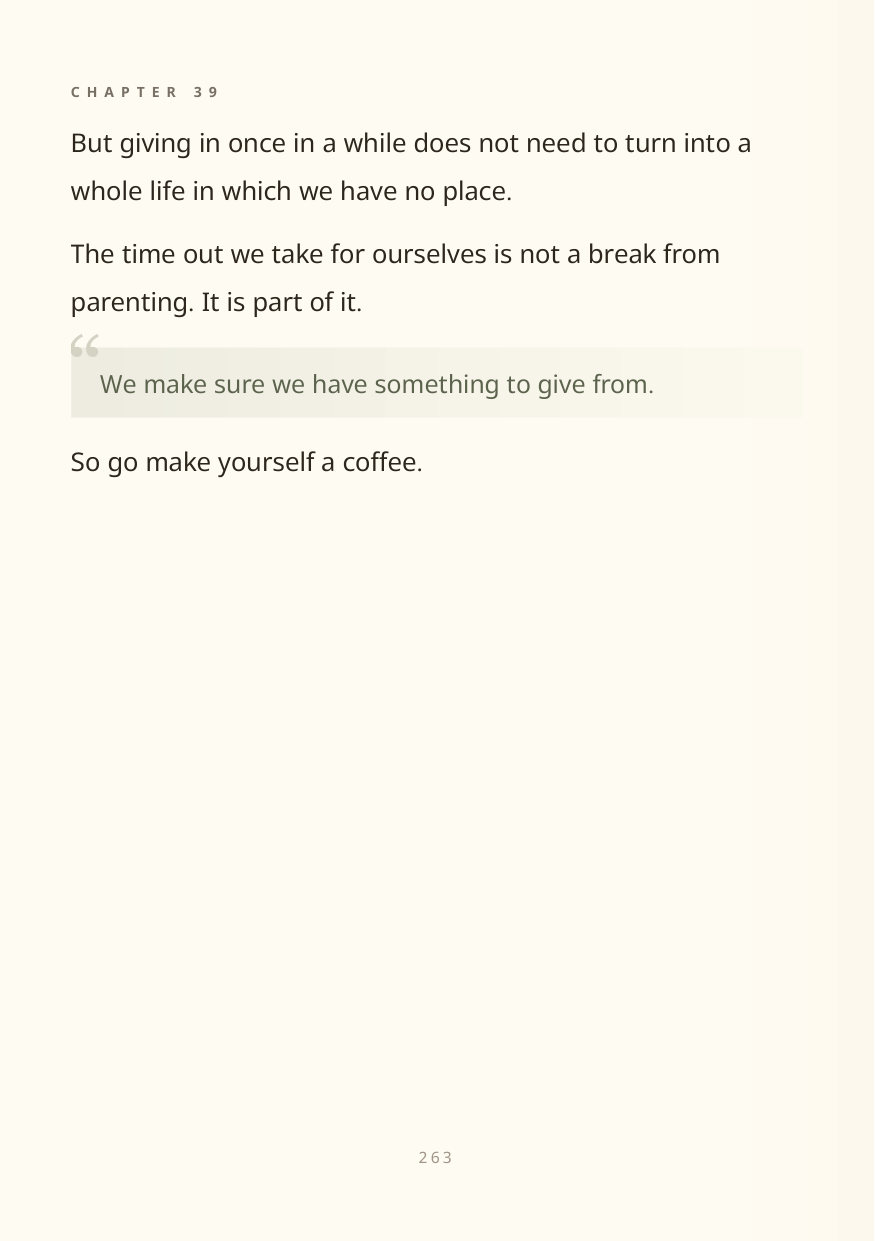 CHAPTER 39
But giving in once in a while does not need to turn into a
whole life in which we have no place.
The time out we take for ourselves is not a break from
parenting. It is part of it.
“
We make sure we have something to give from.
So go make yourself a coffee.
263